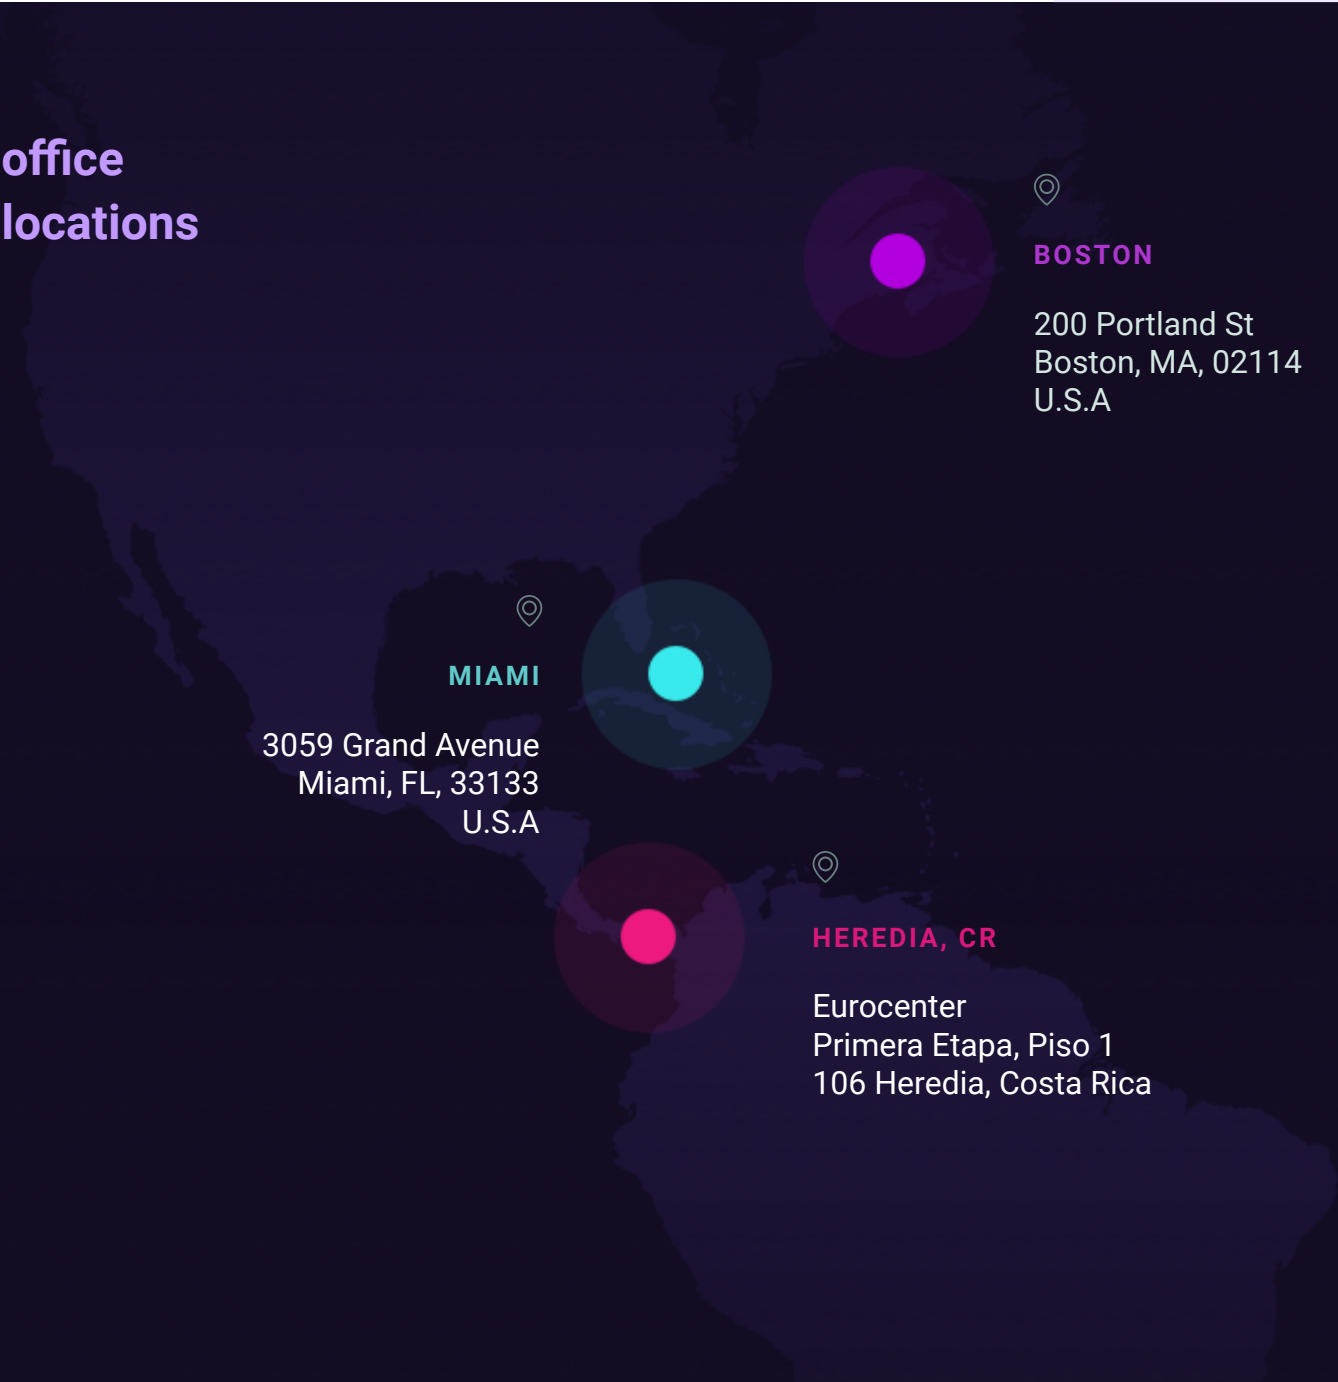 office
locations
BOSTON
200 Portland St
Boston, MA, 02114
U.S.A
MIAMI
3059 Grand Avenue
Miami, FL, 33133
U.S.A
HEREDIA, CR
Eurocenter
Primera Etapa, Piso 1
106 Heredia, Costa Rica